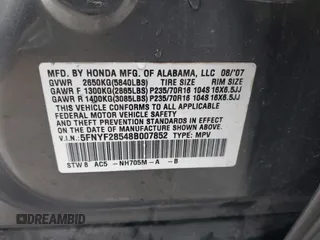 MFD. BY HONDA MFG. OF ALABAMA, LLC 08/'07
GVWR 2650KG(5840LBS) TIRE SIZE RIM SIZE
GAWR F 1300KG(2865LBS) P235/70R16 104S 16X6.5JJ
GAWR R 1400KG(3085LBS) P235/70R16 104S 16X6.5JJ
THIS VEHICLE CONFORMS TO ALL APPLICABLE
FEDERAL MOTOR VEHICLE SAFETY STANDARDS IN
EFFECT ON THE DATE OF MANUFACTURE SHOWN ABOVE.
V.I.N.: 5FNYF28548B007852 TYPE: MPV
STW 8 AC5 -NH705M-A -B
DREAMBID